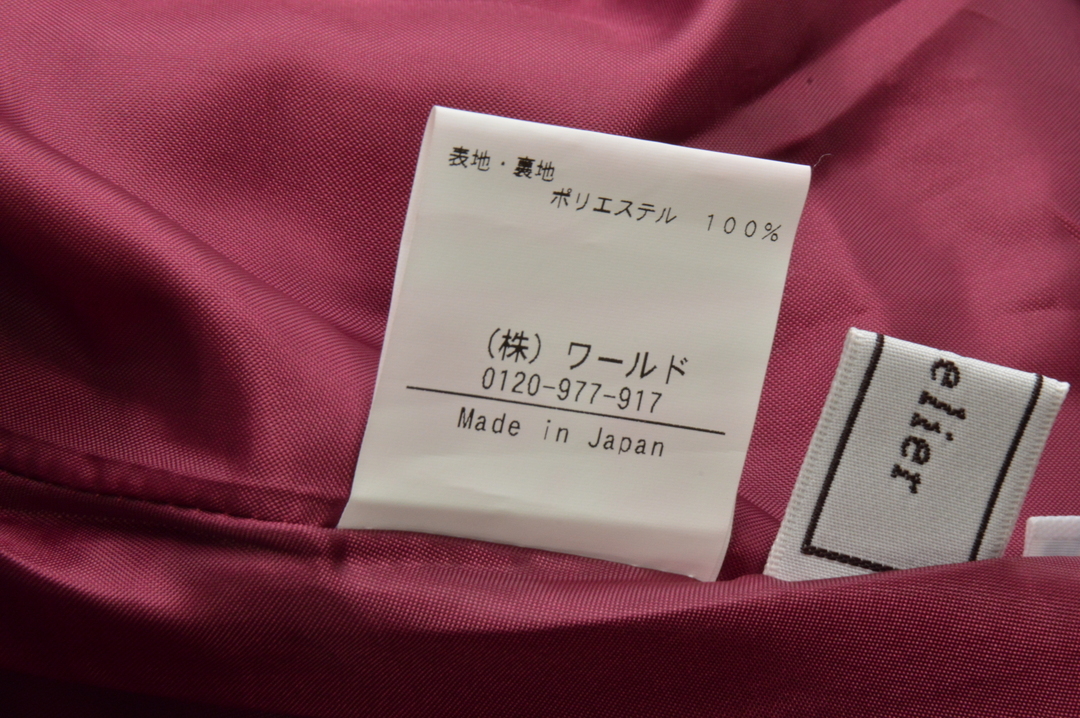 表地・裏地
ポリエステル 100%
(株) ワールド
0120-977-917
Made in Japan
elier